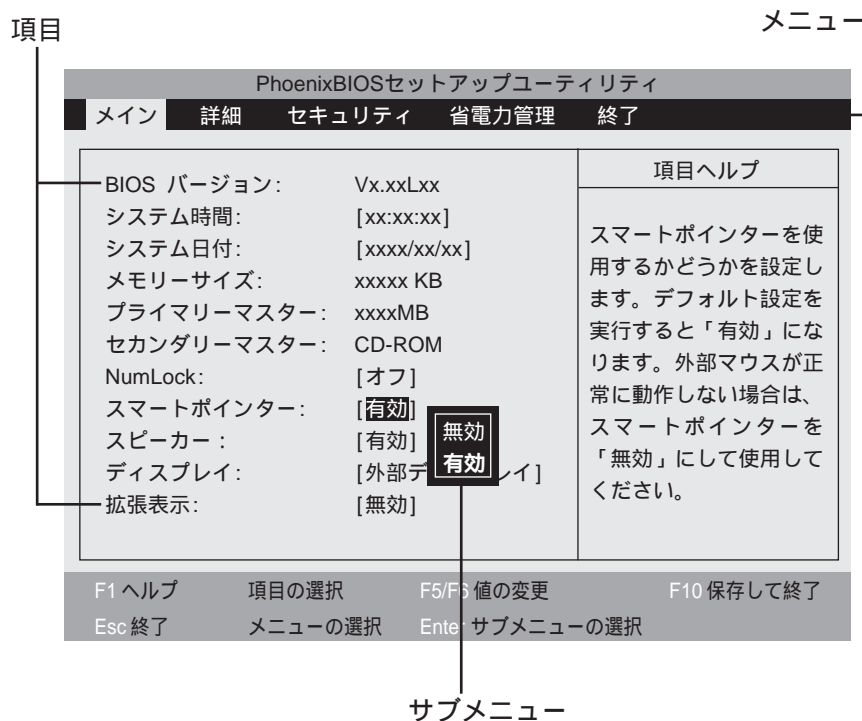 項目
メニュー
PhoenixBIOSセットアップユーティリティ
メイン 詳細 セキュリティ 省電力管理 終了
BIOS バージョン: Vx.xxLxx
システム時間: [xx:xx:xx]
システム日付: [xxxx/xx/xx]
メモリーサイズ: xxxxx KB
プライマリーマスター: xxxxMB
セカンダリーマスター: CD-ROM
NumLock: [オフ]
スマートポインター: [有効]
スピーカー: [有効]
ディスプレイ: [外部デ レイ]
拡張表示: [無効]
無効
有効
項目ヘルプ
スマートポインターを使
用するかどうかを設定し
ます。デフォルト設定を
実行すると「有効」にな
ります。外部マウスが正
常に動作しない場合は、
スマートポインターを
「無効」にして使用して
ください。
F1 ヘルプ 項目の選択 F5/F6 値の変更 F10 保存して終了
Esc 終了 メニューの選択 Enter サブメニューの選択
サブメニュー